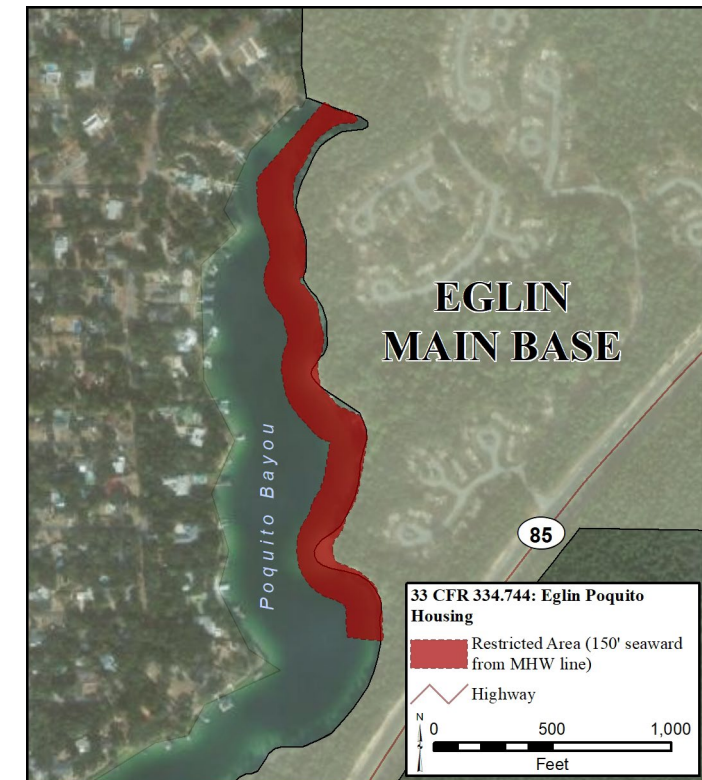 EGLIN
MAIN BASE
Poquito Bayou
85
33 CFR 334.744: Eglin Poquito
Housing
Restricted Area (150' seaward
from MHW line)
Highway
N
0 500 1,000
Feet